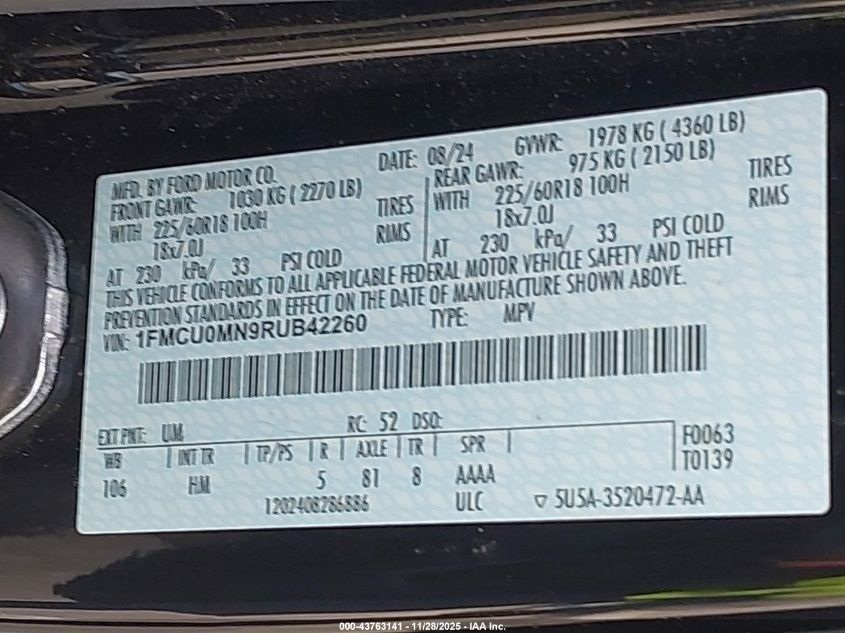 MFD. BY FORD MOTOR CO. DATE: 08/24 GVWR: 1978 KG ( 4360 LB)
FRONT GAWR: 1030 KG ( 2270 LB) REAR GAWR: 975 KG ( 2150 LB)
WITH 225/60R18 100H TIRES WITH 225/60R18 100H TIRES
18x7.0J RIMS 18x7.0J RIMS
AT 230 kPa/ 33 PSI COLD AT 230 kPa/ 33 PSI COLD
THIS VEHICLE CONFORMS TO ALL APPLICABLE FEDERAL MOTOR VEHICLE SAFETY AND THEFT
PREVENTION STANDARDS IN EFFECT ON THE DATE OF MANUFACTURE SHOWN ABOVE.
VIN: 1FMCU0MN9RUB42260 TYPE: MPV
EXT PNT: UM RC: 52 DSO:
WB INT TR TP/PS R AXLE TR SPR F0063
106 HM 5 81 8 AAAA T0139
1202408286886 ULC ▽ 5U5A-3520472-AA
000-43763141 - 11/28/2025 - IAA Inc.